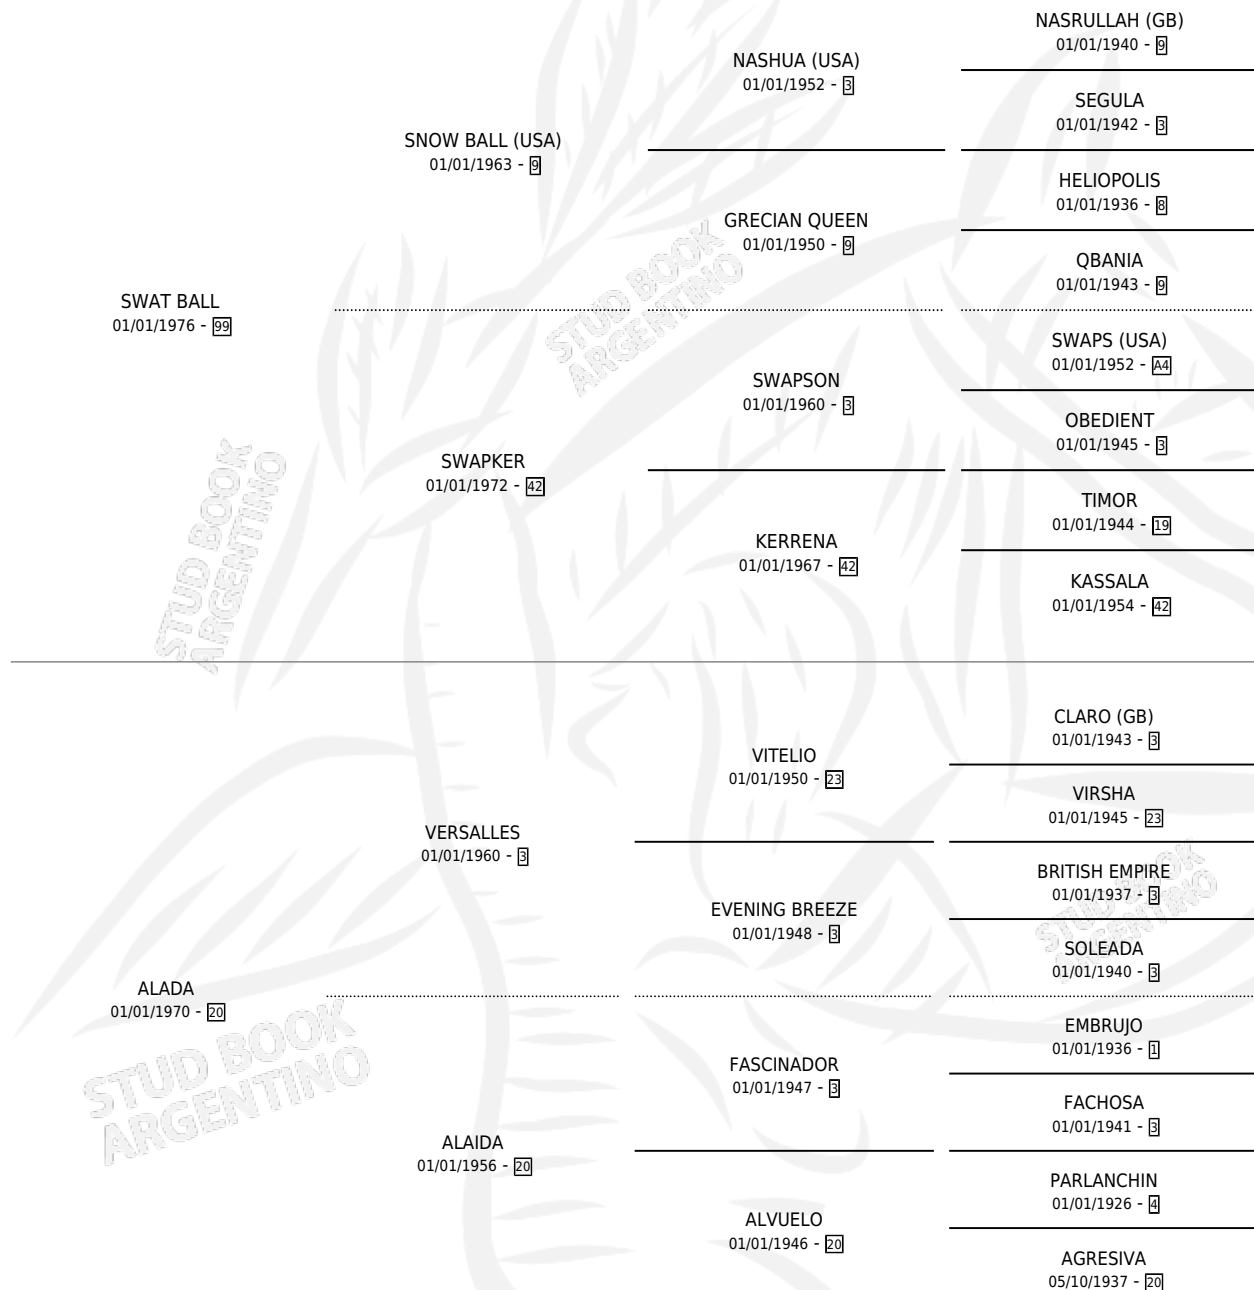 NASRULLAH (GB)
01/01/1940 - 9
NASHUA (USA)
01/01/1952 - 3
SEGULA
01/01/1942 - 3
SNOW BALL (USA)
01/01/1963 - 9
HELIOPOLIS
01/01/1936 - 8
GRECIAN QUEEN
01/01/1950 - 9
QBANIA
01/01/1943 - 9
SWAT BALL
01/01/1976 - 99
SWAPS (USA)
01/01/1952 - A4
SWAPSON
01/01/1960 - 3
OBEDIENT
01/01/1945 - 3
SWAPKER
01/01/1972 - 42
TIMOR
01/01/1944 - 19
KERRENA
01/01/1967 - 42
KASSALA
01/01/1954 - 42
CLARO (GB)
01/01/1943 - 3
VITELIO
01/01/1950 - 23
VIRSHA
01/01/1945 - 23
VERSALLES
01/01/1960 - 3
BRITISH EMPIRE
01/01/1937 - 3
EVENING BREEZE
01/01/1948 - 3
SOLEADA
01/01/1940 - 3
ALADA
01/01/1970 - 20
EMBRUJO
01/01/1936 - 1
FASCINADOR
01/01/1947 - 3
FACHOSA
01/01/1941 - 3
ALAIDA
01/01/1956 - 20
PARLANCHIN
01/01/1926 - 4
ALVUELO
01/01/1946 - 20
AGRESIVA
05/10/1937 - 20
STUD BOOK
ARGENTINO
STUD BOOK
ARGENTINO
STUD BOOK
ARGENTINO
STUD BOOK
ARGENTINO